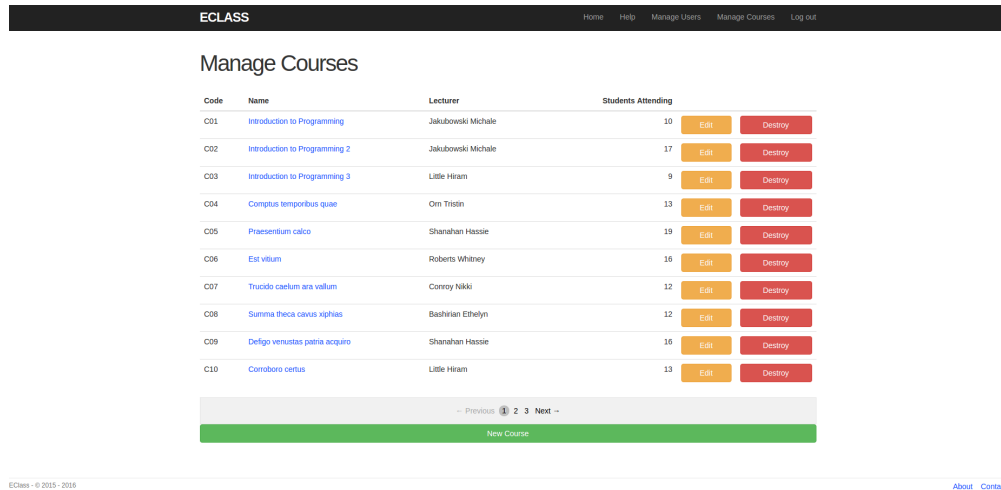 ECLASS Home Help Manage Users Manage Courses Log out
Manage Courses
Code Name Lecturer Students Attending
C01 Introduction to Programming Jakubowski Michale 10 Edit Destroy
C02 Introduction to Programming 2 Jakubowski Michale 17 Edit Destroy
C03 Introduction to Programming 3 Little Hiram 9 Edit Destroy
C04 Comptus temporibus quae Orn Tristin 13 Edit Destroy
C05 Praesentium calco Shanahan Hassie 19 Edit Destroy
C06 Est vitium Roberts Whitney 16 Edit Destroy
C07 Trucido caelum ara vallum Conroy Nikki 12 Edit Destroy
C08 Summa theca cavus xiphias Bashirian Ethelyn 12 Edit Destroy
C09 Defigo venustas patria acquiro Shanahan Hassie 16 Edit Destroy
C10 Corroboro certus Little Hiram 13 Edit Destroy
← Previous 1 2 3 Next →
New Course
EClass - © 2015 - 2016 About Conta